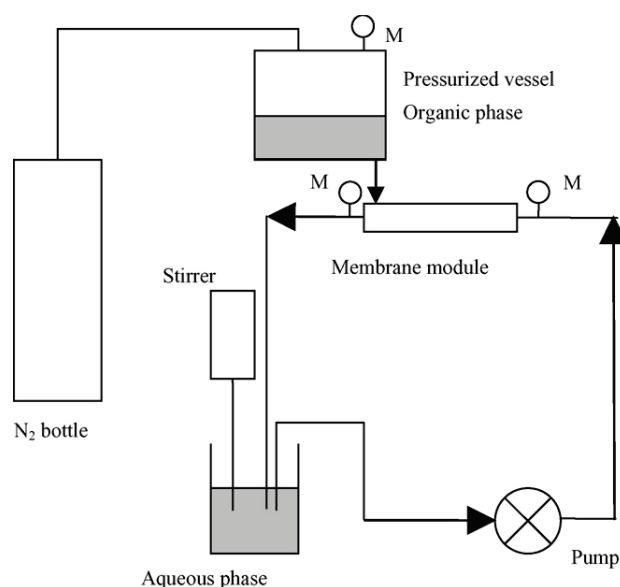 M
Pressurized vessel
Organic phase
M
M
Membrane module
Stirrer
N₂ bottle
Pump
Aqueous phase